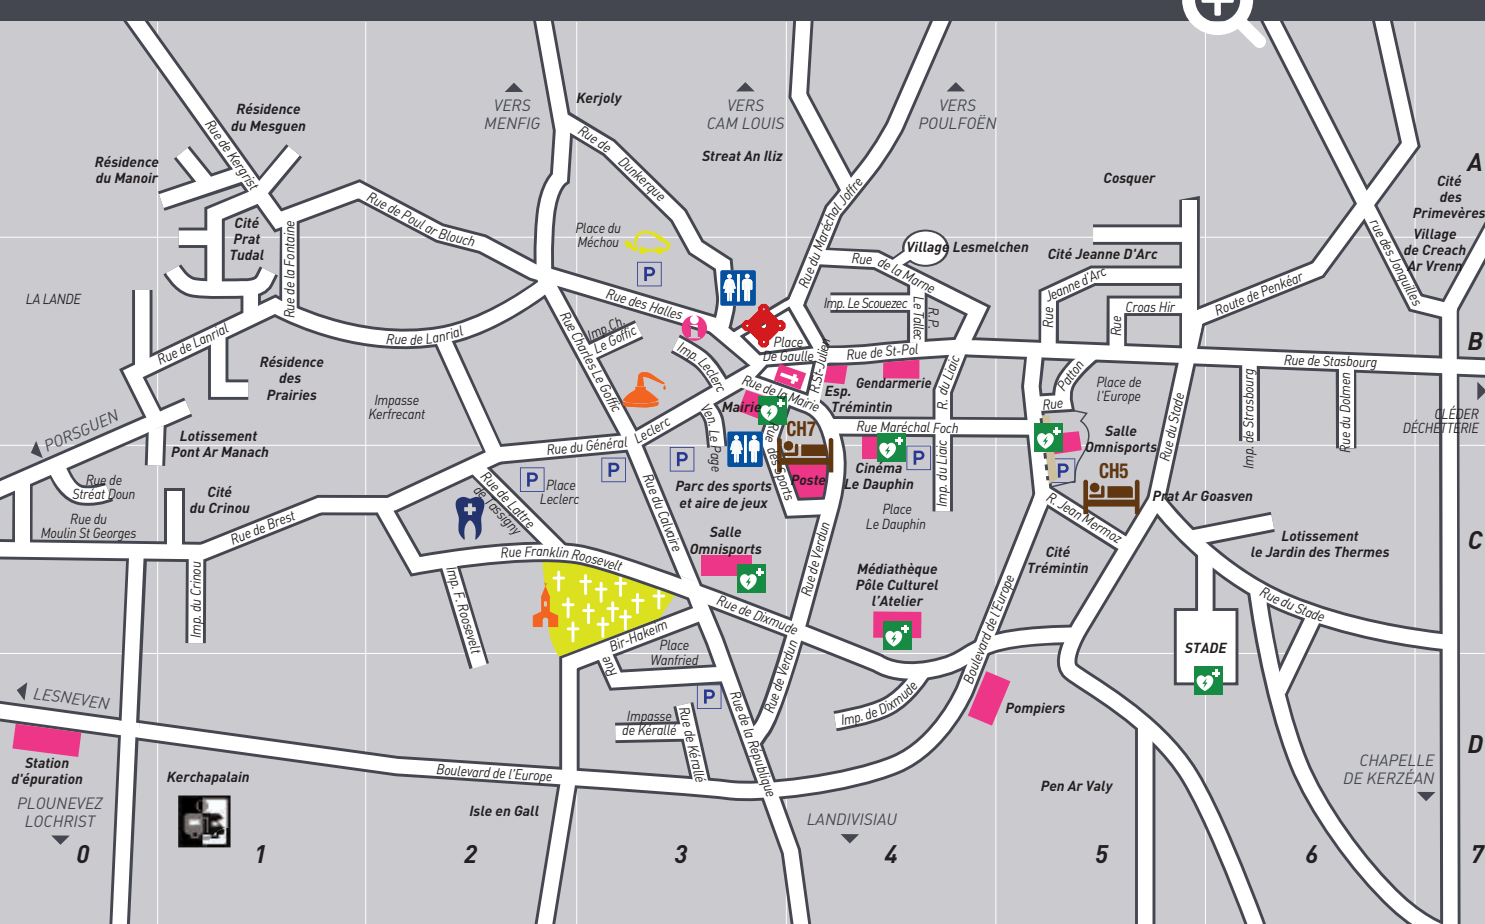 Kerjoly
VERS
MENFIG
VERS
CAM LOUIS
VERS
POULFOËN
Résidence
du Mesguen
Rue de Kergrist
Rue de
Dunkerque
Streat An Iliz
A
Résidence
du Manoir
Cosquer
Cité
des
Primevères
Rue de Poul ar Blouch
Rue du Maréchal Joffre
Cité
Prat
Tudal
Rue de la Fontaine
Place du
Méchou
P
Village Lesmelchen
Rue de la Marne
Cité Jeanne D'Arc
rue des Jonquilles
Village
de Creach
Ar Vrenn
LA LANDE
Rue des Halles
Imp. Le Scouezec
R. P.
Le Tallec
Rue
Jeanne d'Arc
Rue
Croas Hir
Route de Penkéar
Rue de Lanrial
Rue de Lanrial
Rue Charles Le Goffic
Imp. Ch.
Le Goffic
Imp. Leclerc
Place
De Gaulle
R. St-Julien
Rue de St-Pol
R. du Liaic
B
Rue de Stasbourg
Résidence
des
Prairies
Impasse
Kerfrecant
Rue de la Mairie
Esp.
Trémintin
Gendarmerie
Rue
Patton
Place de
l'Europe
Rue du Stade
Imp. de Strasbourg
Rue du Dolmen
CLÉDER
DÉCHETTERIE
PORSGUEN
Mairie
Ven. Le
Page
Rue des Sports
CH7
Rue Maréchal Foch
Salle
Omnisports
Lotissement
Pont Ar Manach
Rue du Général Leclerc
P
P
P
P
P
P
Poste
Cinéma
Le Dauphin
Imp. du Liaic
CH5
Rue de
Stréat Doun
Cité
du Crinou
Place
Leclerc
Rue de Lattre
de Tassigny
Rue du Calvaire
Parc des sports
et aire de jeux
Place
Le Dauphin
R. Jean Mermoz
Prat Ar Goasven
Rue du
Moulin St Georges
Rue de Brest
Salle
Omnisports
Rue de Verdun
Cité
Trémintin
Lotissement
le Jardin des Thermes
C
Rue Franklin Roosevelt
Imp. du Crinou
Imp. F. Roosevelt
Médiathèque
Pôle Culturel
l'Atelier
Rue de Dixmude
Boulevard de l'Europe
Rue du Stade
Rue
Bir-Hakeim
Place
Wanfried
Rue de Verdun
STADE
LESNEVEN
P
Imp. de Dixmude
Pompiers
Impasse
de Kérallé
Rue de Kérallé
Rue de la République
Station
d'épuration
Kerchapalain
Boulevard de l'Europe
D
CHAPELLE
DE KERZÉAN
Pen Ar Valy
PLOUNEVEZ
LOCHRIST
Isle en Gall
LANDIVISIAU
0
1
2
3
4
5
6
7